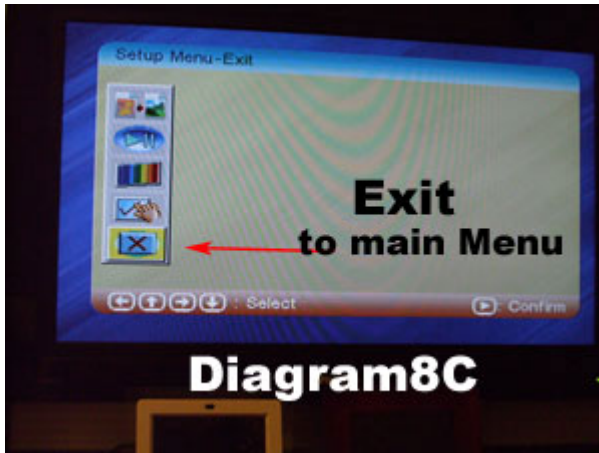 Setup Menu-Exit
Exit
to main Menu
: Select
: Confirm
Diagram8C